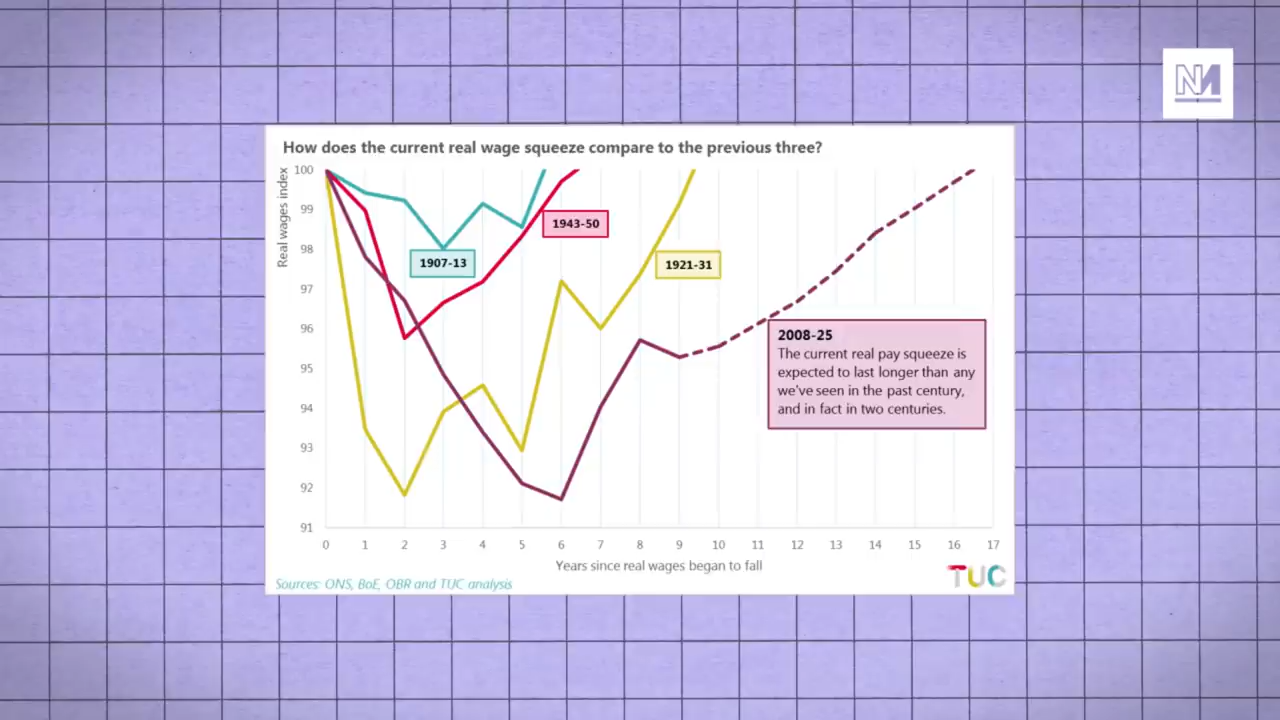 NM
How does the current real wage squeeze compare to the previous three?
Real wages index
100
99
98
97
96
95
94
93
92
91
1907-13
1943-50
1921-31
2008-25
The current real pay squeeze is
expected to last longer than any
we've seen in the past century,
and in fact in two centuries.
0 1 2 3 4 5 6 7 8 9 10 11 12 13 14 15 16 17
Years since real wages began to fall
Sources: ONS, BoE, OBR and TUC analysis
TUC